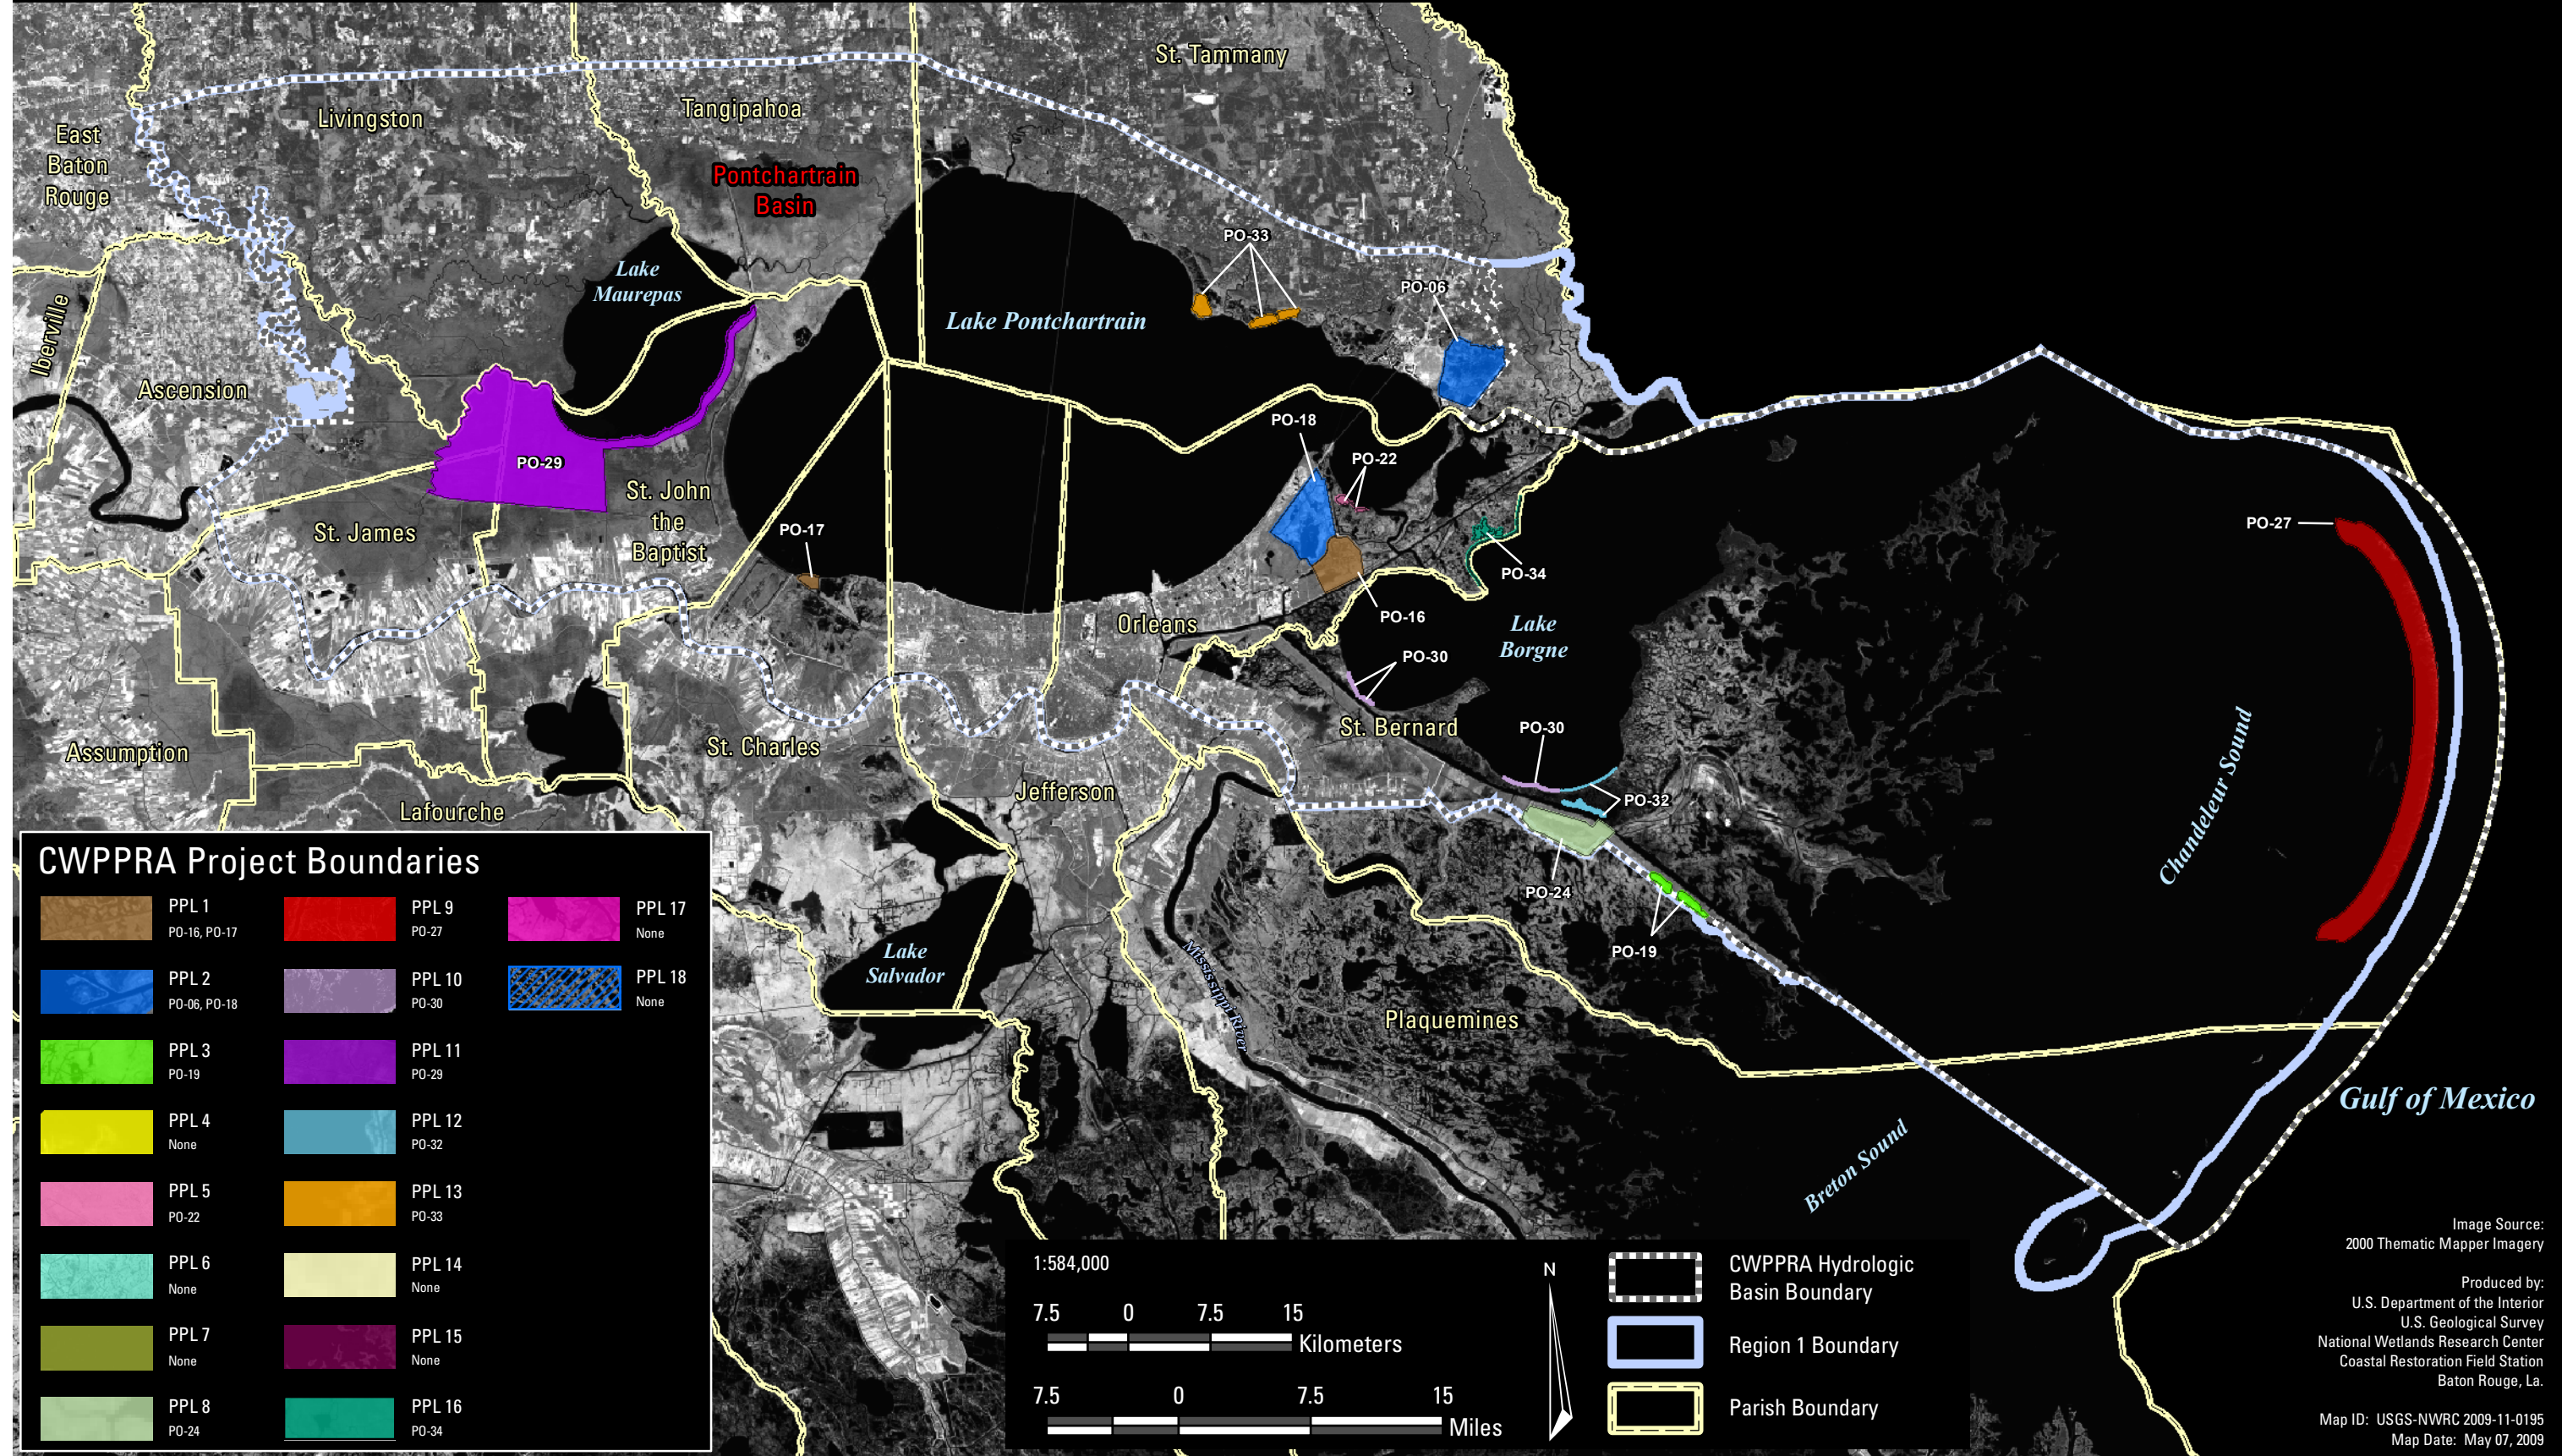 St. Tammany
Livingston
Tangipahoa
East
Baton
Rouge
Pontchartrain
Basin
PO-33
Lake
Maurepas
PO-06
Iberville
Lake Pontchartrain
Ascension
PO-18
PO-29
PO-22
St. John
the
Baptist
St. James
PO-17
PO-27
PO-34
PO-16
Orleans
Lake
Borgne
PO-30
St. Bernard
PO-30
Assumption
St. Charles
Chandeleur Sound
Jefferson
PO-32
Lafourche
PO-24
PO-19
Lake
Salvador
Mississippi River
Plaquemines
Gulf of Mexico
Breton Sound
CWPPRA Project Boundaries
PPL 1
PO-16, PO-17
PPL 2
PO-06, PO-18
PPL 3
PO-19
PPL 4
None
PPL 5
PO-22
PPL 6
None
PPL 7
None
PPL 8
PO-24
PPL 9
PO-27
PPL 10
PO-30
PPL 11
PO-29
PPL 12
PO-32
PPL 13
PO-33
PPL 14
None
PPL 15
None
PPL 16
PO-34
PPL 17
None
PPL 18
None
1:584,000
7.5 0 7.5 15
Kilometers
7.5 0 7.5 15
Miles
N
CWPPRA Hydrologic
Basin Boundary
Region 1 Boundary
Parish Boundary
Image Source:
2000 Thematic Mapper Imagery
Produced by:
U.S. Department of the Interior
U.S. Geological Survey
National Wetlands Research Center
Coastal Restoration Field Station
Baton Rouge, La.
Map ID: USGS-NWRC 2009-11-0195
Map Date: May 07, 2009